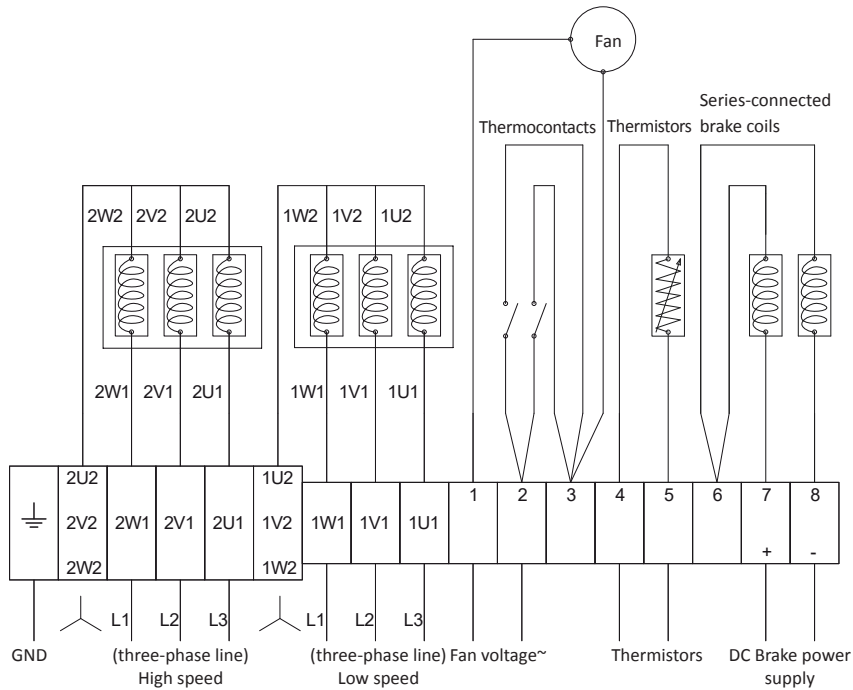 Fan
Series-connected
Thermocontacts Thermistors brake coils
2W2 2V2 2U2 1W2 1V2 1U2
2W1 2V1 2U1 1W1 1V1 1U1
2U2 1U2 1 2 3 4 5 6 7 8
2V2 2W1 2V1 2U1 1V2 1W1 1V1 1U1
2W2 1W2 + -
L1 L2 L3 L1 L2 L3
GND (three-phase line) (three-phase line) Fan voltage~ Thermistors DC Brake power
High speed Low speed supply